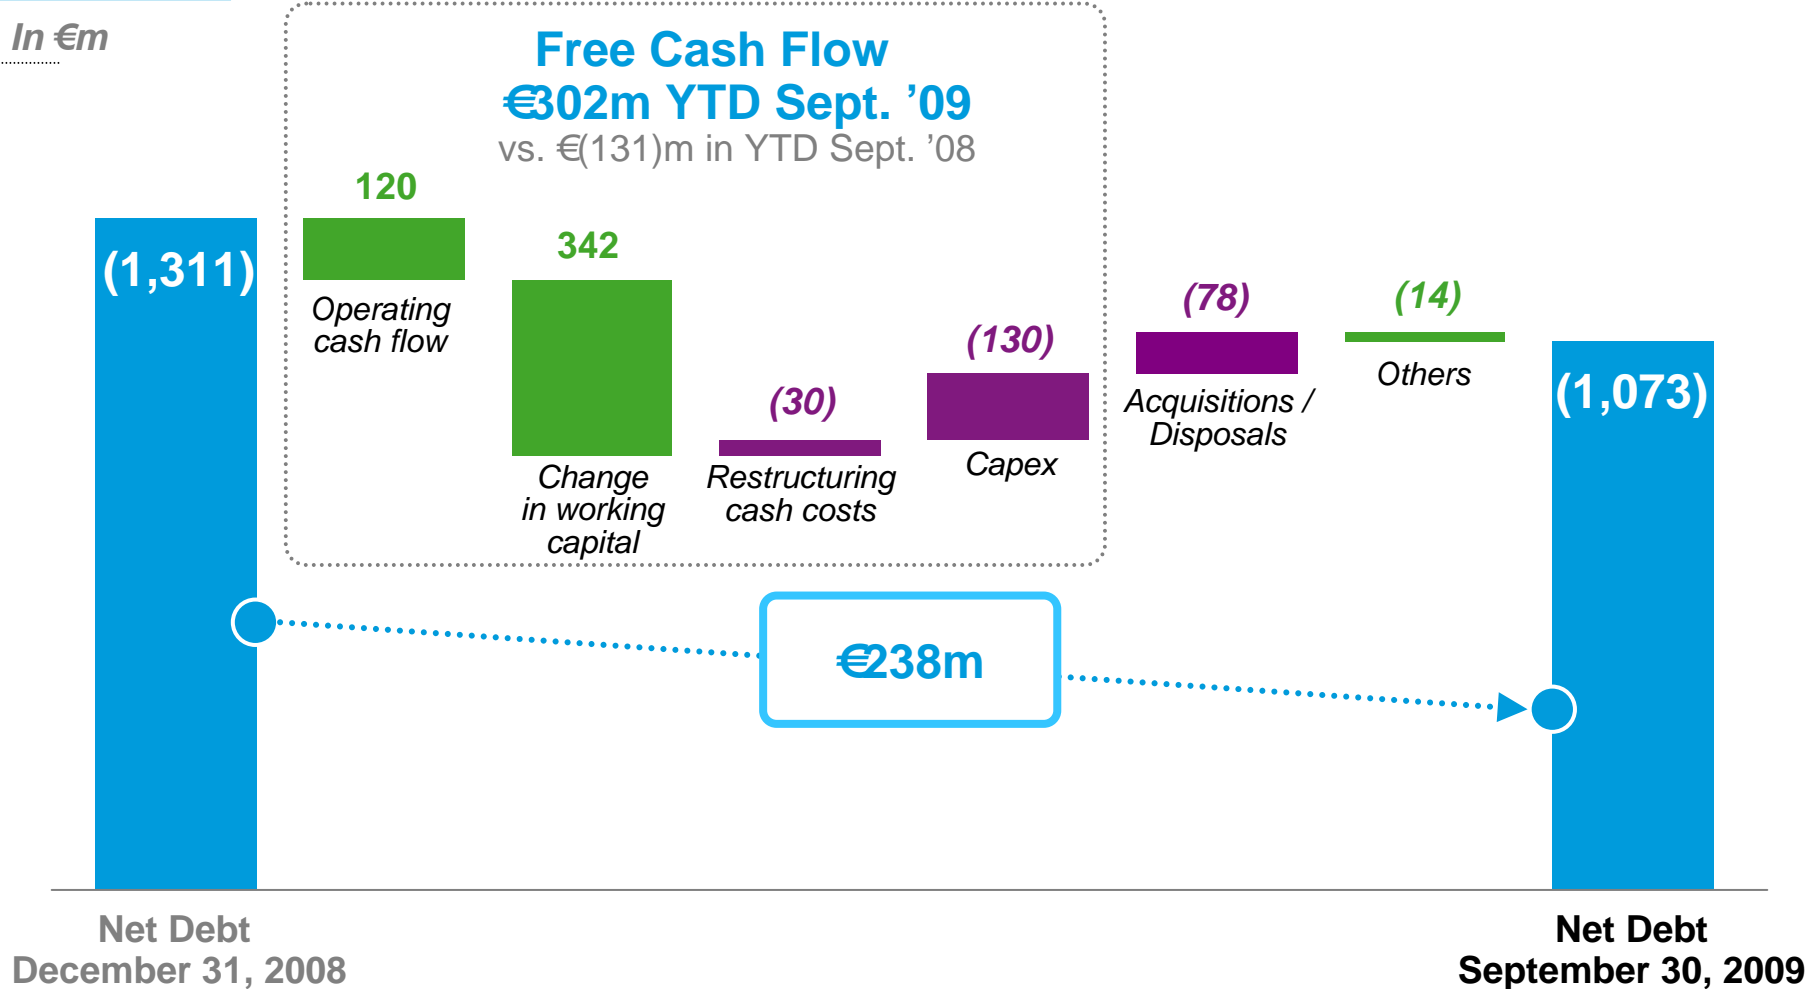 In €m
Free Cash Flow
€302m YTD Sept. ’09
vs. €(131)m in YTD Sept. ’08
120
342
(1,311)
Operating
cash flow
(30)
(130)
(78)
(14)
Change
in working
capital
Restructuring
cash costs
Capex
Acquisitions /
Disposals
Others
(1,073)
€238m
Net Debt
December 31, 2008
Net Debt
September 30, 2009